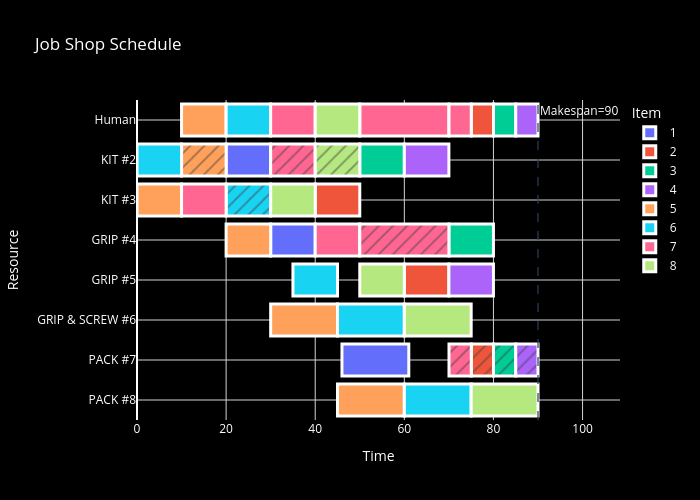 Job Shop Schedule
Makespan=90
Item
Human
KIT #2
KIT #3
GRIP #4
GRIP #5
GRIP & SCREW #6
PACK #7
PACK #8
Resource
1
2
3
4
5
6
7
8
0 20 40 60 80 100
Time